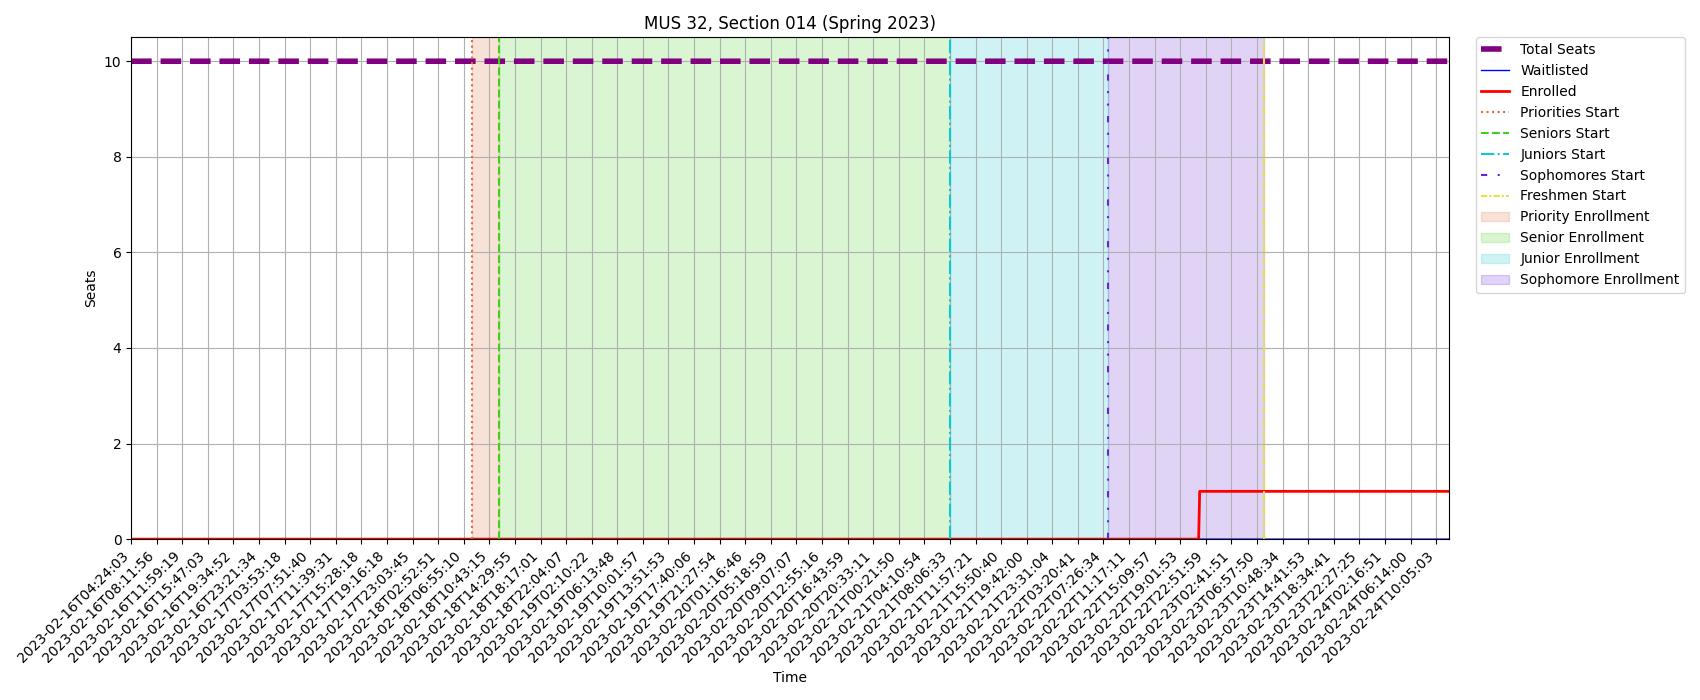 MUS 32, Section 014 (Spring 2023)
10
8
6
4
2
0
Seats
2023-02-16T04:24:03
2023-02-16T08:11:56
2023-02-16T11:59:19
2023-02-16T15:47:03
2023-02-16T19:34:52
2023-02-16T23:21:34
2023-02-17T03:53:18
2023-02-17T07:51:40
2023-02-17T11:39:31
2023-02-17T15:28:18
2023-02-17T19:16:18
2023-02-17T23:03:45
2023-02-18T02:52:51
2023-02-18T06:55:10
2023-02-18T10:43:15
2023-02-18T14:29:55
2023-02-18T18:17:01
2023-02-18T22:04:07
2023-02-19T02:10:22
2023-02-19T06:13:48
2023-02-19T10:01:57
2023-02-19T13:51:53
2023-02-19T17:40:06
2023-02-19T21:27:54
2023-02-20T01:16:46
2023-02-20T05:18:59
2023-02-20T09:07:07
2023-02-20T12:55:16
2023-02-20T16:43:59
2023-02-20T20:33:11
2023-02-21T00:21:50
2023-02-21T04:10:54
2023-02-21T08:06:33
2023-02-21T11:57:21
2023-02-21T15:50:40
2023-02-21T19:42:00
2023-02-21T23:31:04
2023-02-22T03:20:41
2023-02-22T07:26:34
2023-02-22T11:17:11
2023-02-22T15:09:57
2023-02-22T19:01:53
2023-02-22T22:51:59
2023-02-23T02:41:51
2023-02-23T06:57:50
2023-02-23T10:48:34
2023-02-23T14:41:53
2023-02-23T18:34:41
2023-02-23T22:27:25
2023-02-24T02:16:51
2023-02-24T06:14:00
2023-02-24T10:05:03
Time
Total Seats
Waitlisted
Enrolled
Priorities Start
Seniors Start
Juniors Start
Sophomores Start
Freshmen Start
Priority Enrollment
Senior Enrollment
Junior Enrollment
Sophomore Enrollment